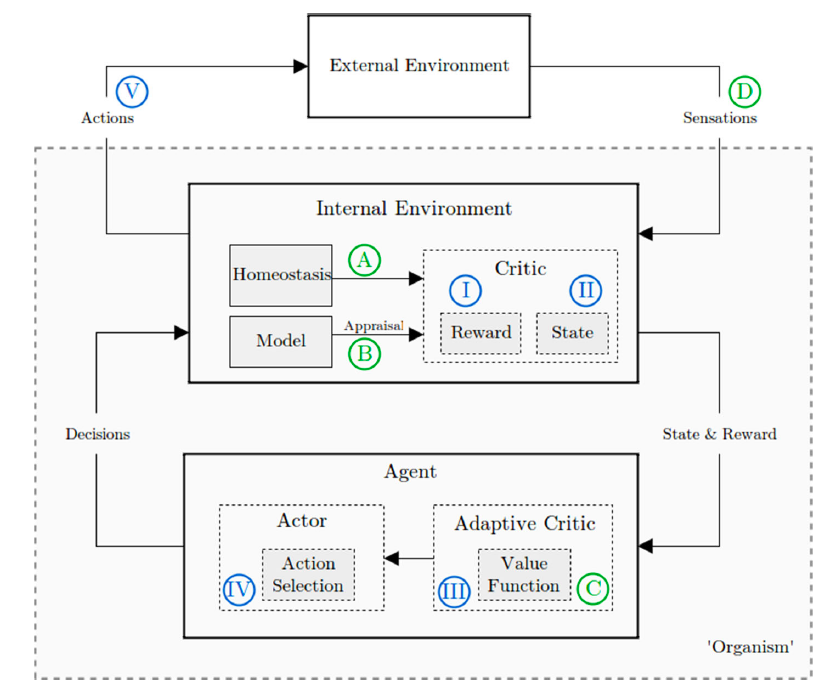 External Environment
V
D
Actions
Sensations
Internal Environment
A
Homeostasis
Critic
I
II
Appraisal
Model
Reward
State
B
Decisions
State & Reward
Agent
Actor
Adaptive Critic
Action
Selection
Value
Function
IV
III
C
'Organism'